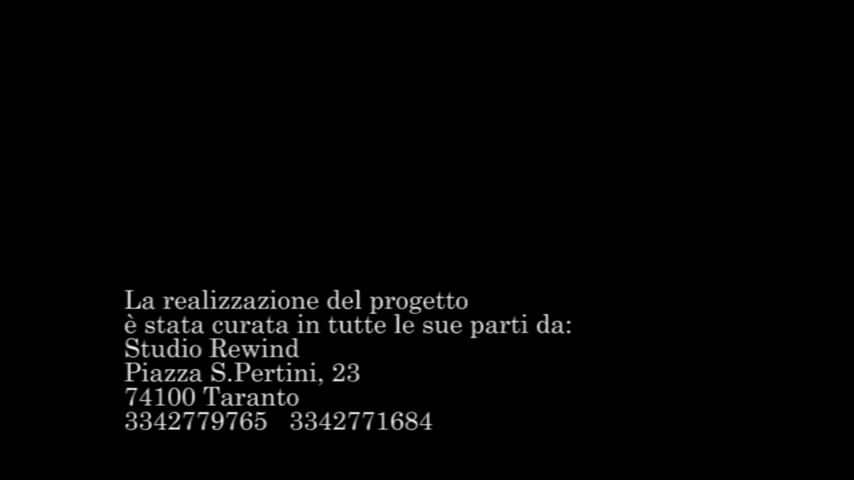 La realizzazione del progetto
è stata curata in tutte le sue parti da:
Studio Rewind
Piazza S.Pertini, 23
74100 Taranto
3342779765   3342771684